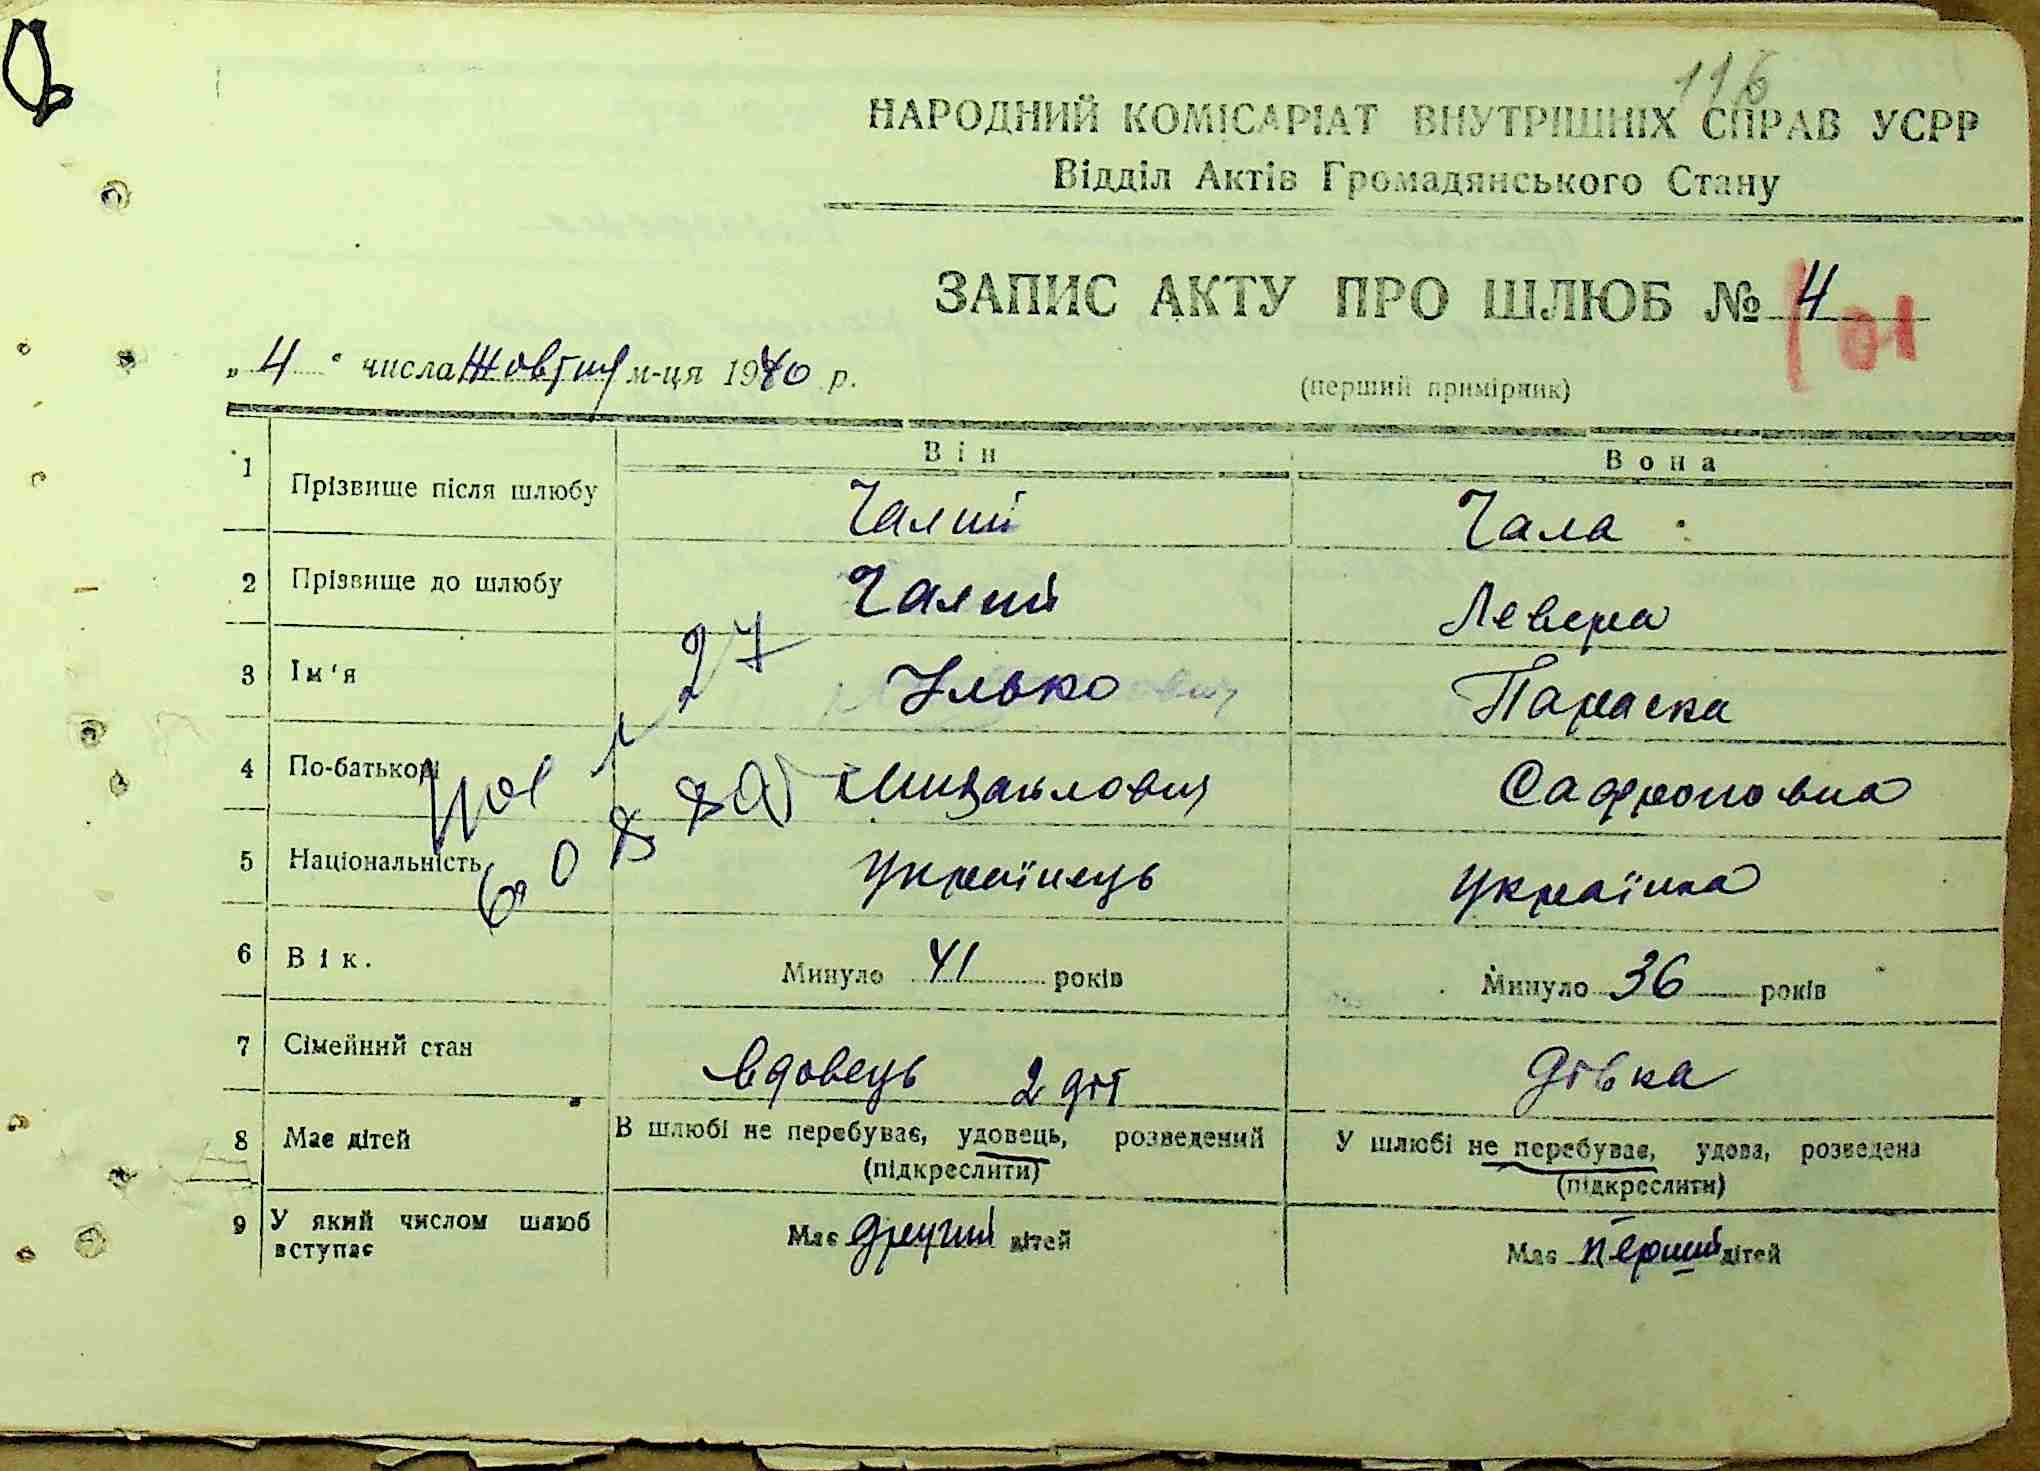 116
НАРОДНИЙ КОМІСАРІАТ ВНУТРІШНІХ СПРАВ УСРР
Відділ Актів Громадянського Стану
ЗАПИС АКТУ ПРО ШЛЮБ № 4
„4" числа Жовтня м-ця 1940 р.
(перший примірник)
Він Вона
1 Прізвище після шлюбу Чалий Чала
2 Прізвище до шлюбу Чалий Левера
27
3 Ім'я Ілько Параска
4 По-батькові Михайлович Сафроновна
5 Національність Українець Українка
6 Вік. Минуло 41 років Минуло 36 років
7 Сімейний стан Вдовець 2 діт дівка
8 Має дітей В шлюбі не перебуває, удовець, розведений У шлюбі не перебуває, удова, розведена
(підкреслити) (підкреслити)
9 У який числом шлюб вступає Має другий дітей Має перший дітей